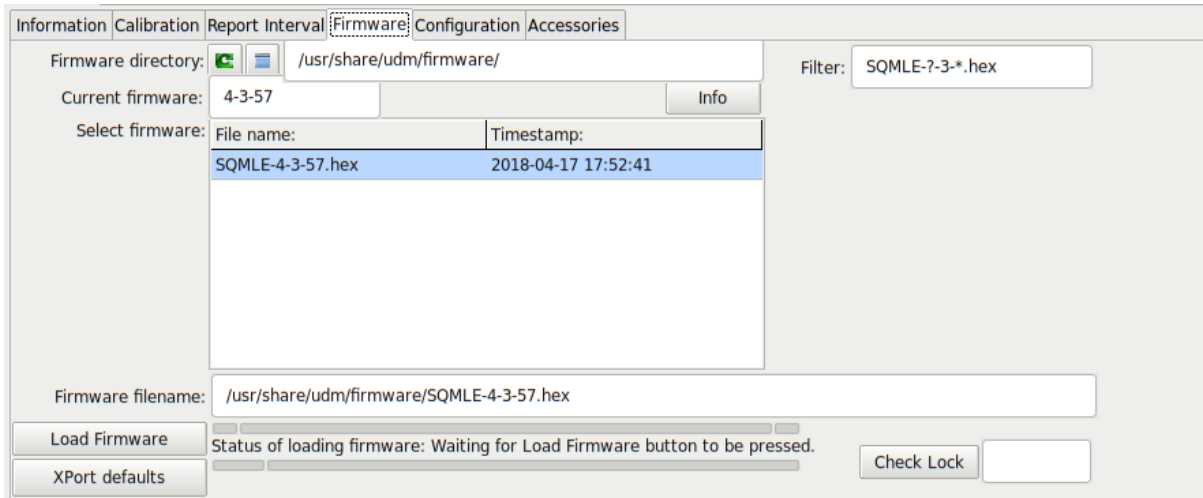 Information Calibration Report Interval Firmware Configuration Accessories
Firmware directory: /usr/share/udm/firmware/ Filter: SQMLE-?-3-*.hex
Current firmware: 4-3-57 Info
Select firmware: File name: Timestamp:
SQMLE-4-3-57.hex 2018-04-17 17:52:41
Firmware filename: /usr/share/udm/firmware/SQMLE-4-3-57.hex
Load Firmware Status of loading firmware: Waiting for Load Firmware button to be pressed.
XPort defaults Check Lock